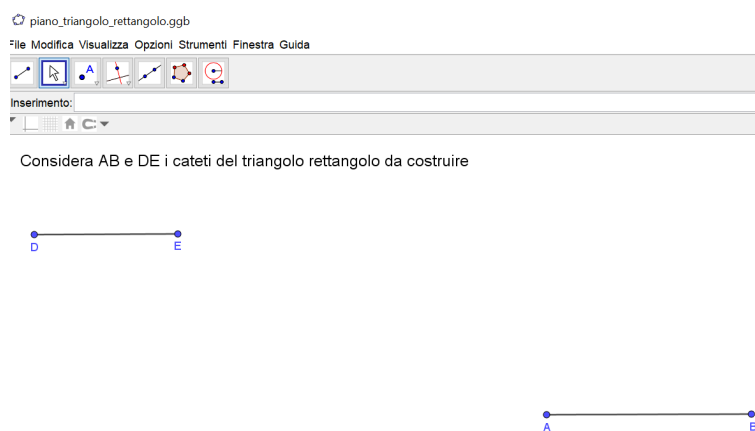 piano_triangolo_rettangolo.ggb
File Modifica Visualizza Opzioni Strumenti Finestra Guida
A
Inserimento:
Considera AB e DE i cateti del triangolo rettangolo da costruire
D E
A B